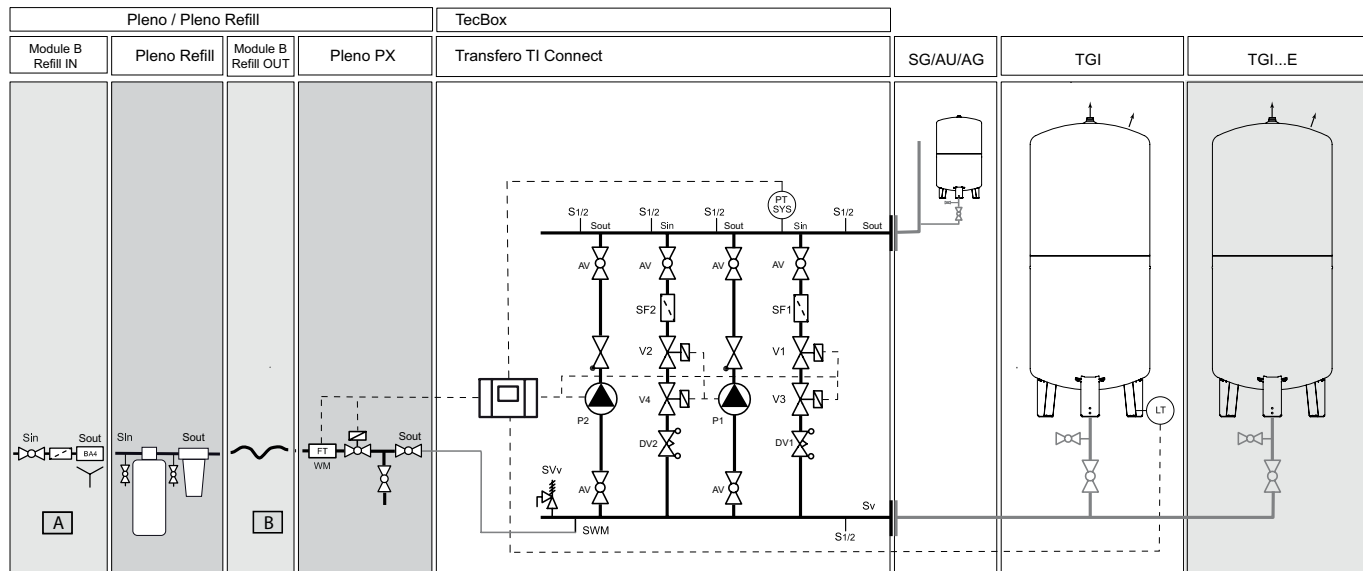 Pleno / Pleno Refill
TecBox
Module B
Refill IN
Pleno Refill
Module B
Refill OUT
Pleno PX
Transfero TI Connect
SG/AU/AG
TGI
TGI...E
PT
SYS
S1/2
S1/2
S1/2
S1/2
Sout
Sin
Sout
Sin
Sout
AV
AV
AV
AV
SF2
SF1
V2
V1
V4
V3
P2
P1
LT
DV2
DV1
Sin
Sout
BA4
SIn
Sout
FT
WM
Sout
SVv
AV
AV
Sv
SWM
S1/2
A
B